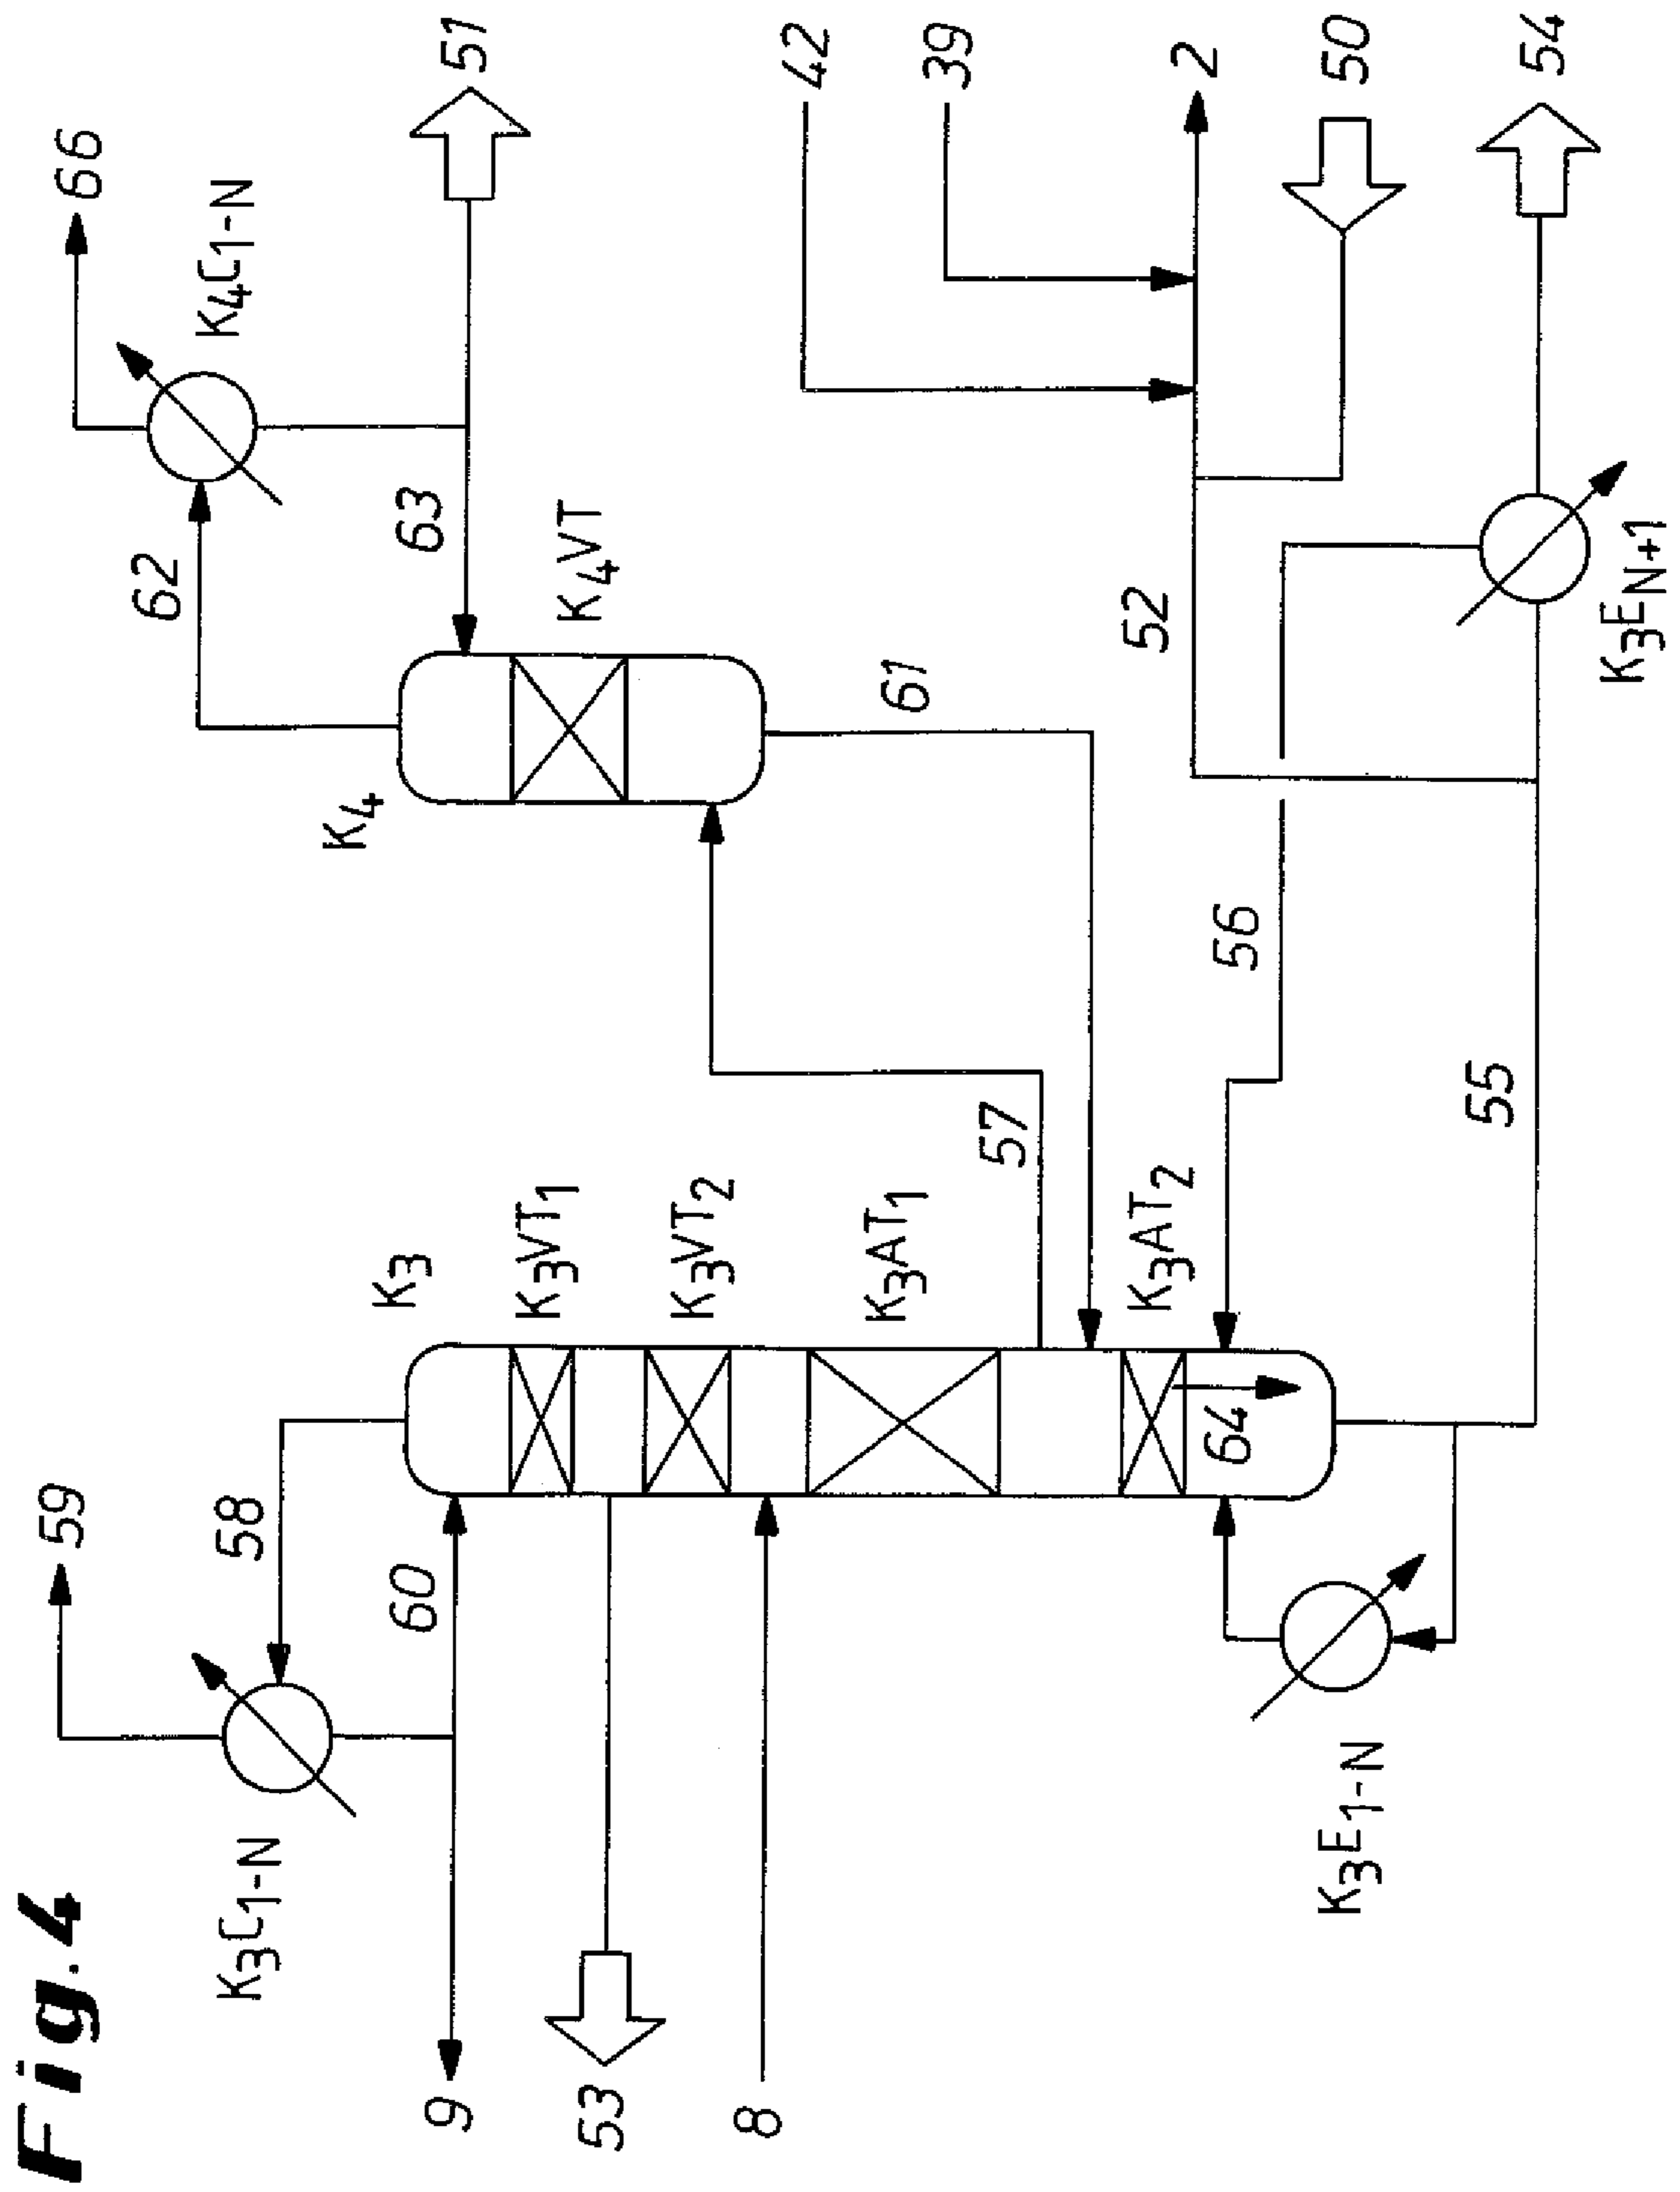 Fig.4
59
58
K3C1-N
60
9
53
8
K3
K3VT1
K3VT2
K3AT1
K3AT2
64
K3E1-N
57
61
56
55
K4
K4VT
62
63
K4C1-N
66
51
42
39
2
50
54
52
K3EN+1